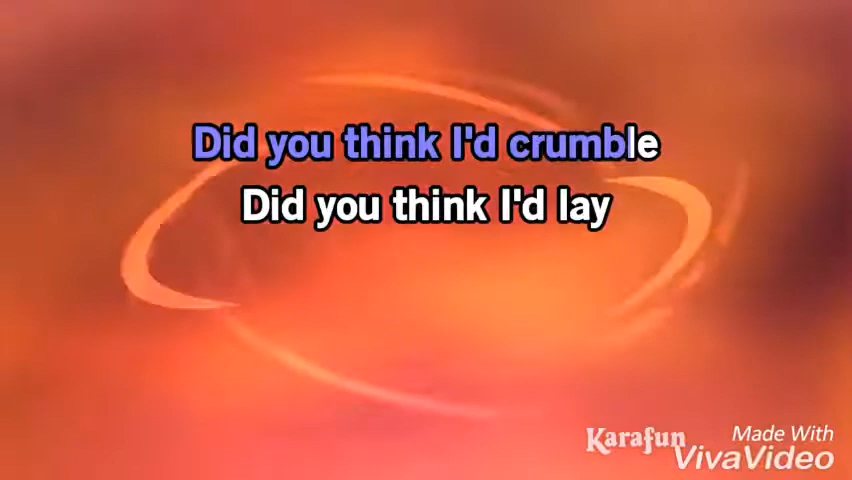 Did you think I'd crumble
Did you think I'd lay
Karafun
Made With
VivaVideo